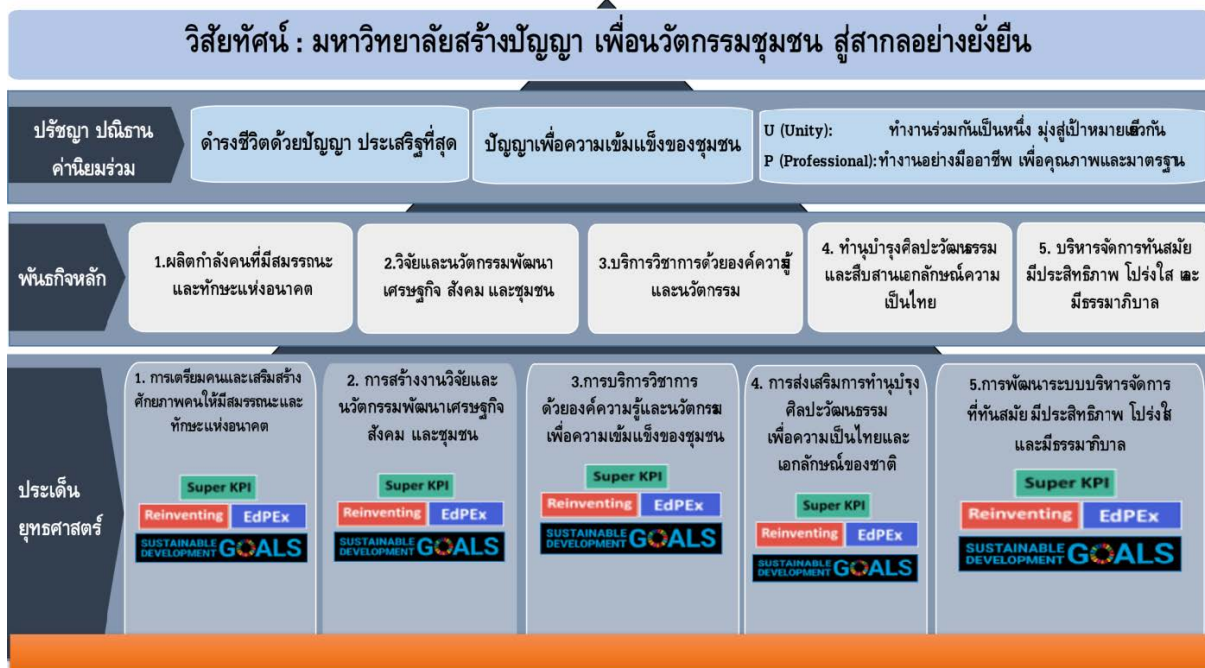 วิสัยทัศน์ : มหาวิทยาลัยสร้างปัญญา เพื่อนวัตกรรมชุมชน สู่สากลอย่างยั่งยืน
ปรัชญา ปณิธาน
ค่านิยมร่วม
ดำรงชีวิตด้วยปัญญา ประเสริฐที่สุด
ปัญญาเพื่อความเข้มแข็งของชุมชน
U (Unity): ทำงานร่วมกันเป็นหนึ่ง มุ่งสู่เป้าหมายเดียวกัน
P (Professional):ทำงานอย่างมืออาชีพ เพื่อคุณภาพและมาตรฐาน
พันธกิจหลัก
1.ผลิตกำลังคนที่มีสมรรถนะ
และทักษะแห่งอนาคต
2.วิจัยและนวัตกรรมพัฒนา
เศรษฐกิจ สังคม และชุมชน
3.บริการวิชาการด้วยองค์ความรู้
และนวัตกรรม
4. ทำนุบำรุงศิลปะวัฒนธรรม
และสืบสานเอกลักษณ์ความ
เป็นไทย
5. บริหารจัดการทันสมัย
มีประสิทธิภาพ โปร่งใส และ
มีธรรมาภิบาล
ประเด็น
ยุทธศาสตร์
1. การเตรียมคนและเสริมสร้าง
ศักยภาพคนให้มีสมรรถนะและ
ทักษะแห่งอนาคต
Super KPI
Reinventing EdPEx
SUSTAINABLE DEVELOPMENT GOALS
2. การสร้างงานวิจัยและ
นวัตกรรมพัฒนาเศรษฐกิจ
สังคม และชุมชน
Super KPI
Reinventing EdPEx
SUSTAINABLE DEVELOPMENT GOALS
3.การบริการวิชาการ
ด้วยองค์ความรู้และนวัตกรรม
เพื่อความเข้มแข็งของชุมชน
Super KPI
Reinventing EdPEx
SUSTAINABLE DEVELOPMENT GOALS
4. การส่งเสริมการทำนุบำรุง
ศิลปะวัฒนธรรม
เพื่อความเป็นไทยและ
เอกลักษณ์ของชาติ
Super KPI
Reinventing EdPEx
SUSTAINABLE DEVELOPMENT GOALS
5.การพัฒนาระบบบริหารจัดการ
ที่ทันสมัย มีประสิทธิภาพ โปร่งใส
และมีธรรมาภิบาล
Super KPI
Reinventing EdPEx
SUSTAINABLE DEVELOPMENT GOALS